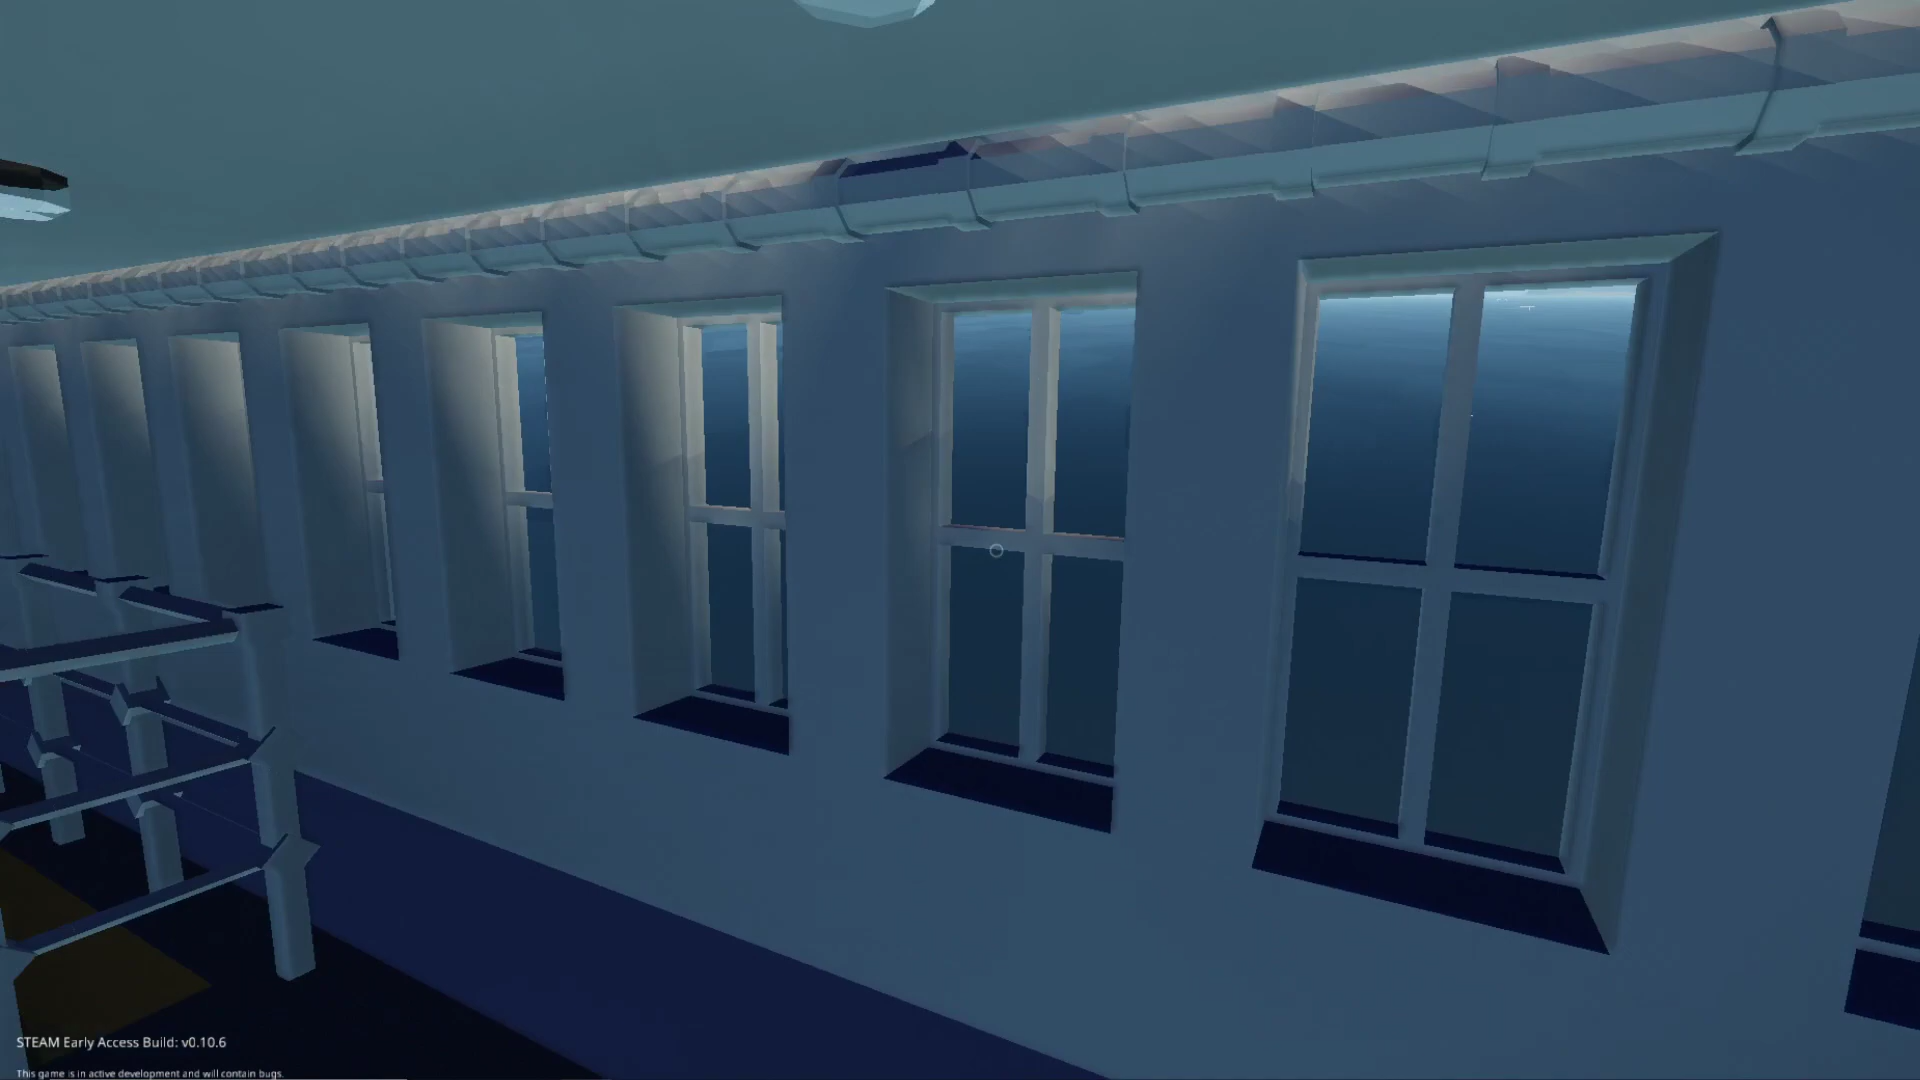 STEAM Early Access Build: v0.10.6
This game is in active development and will contain bugs.